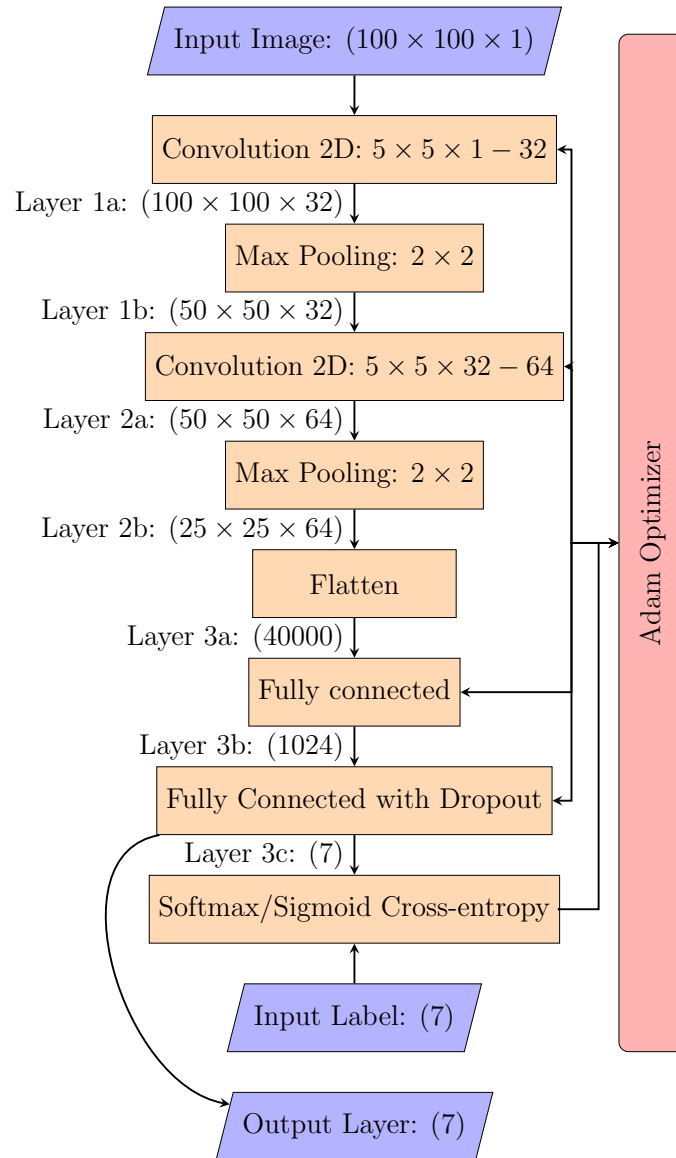 Input Image: (100 × 100 × 1)
Convolution 2D: 5 × 5 × 1 − 32
Layer 1a: (100 × 100 × 32)
Max Pooling: 2 × 2
Layer 1b: (50 × 50 × 32)
Convolution 2D: 5 × 5 × 32 − 64
Layer 2a: (50 × 50 × 64)
Max Pooling: 2 × 2
Layer 2b: (25 × 25 × 64)
Flatten
Layer 3a: (40000)
Fully connected
Layer 3b: (1024)
Fully Connected with Dropout
Layer 3c: (7)
Softmax/Sigmoid Cross-entropy
Input Label: (7)
Output Layer: (7)
Adam Optimizer